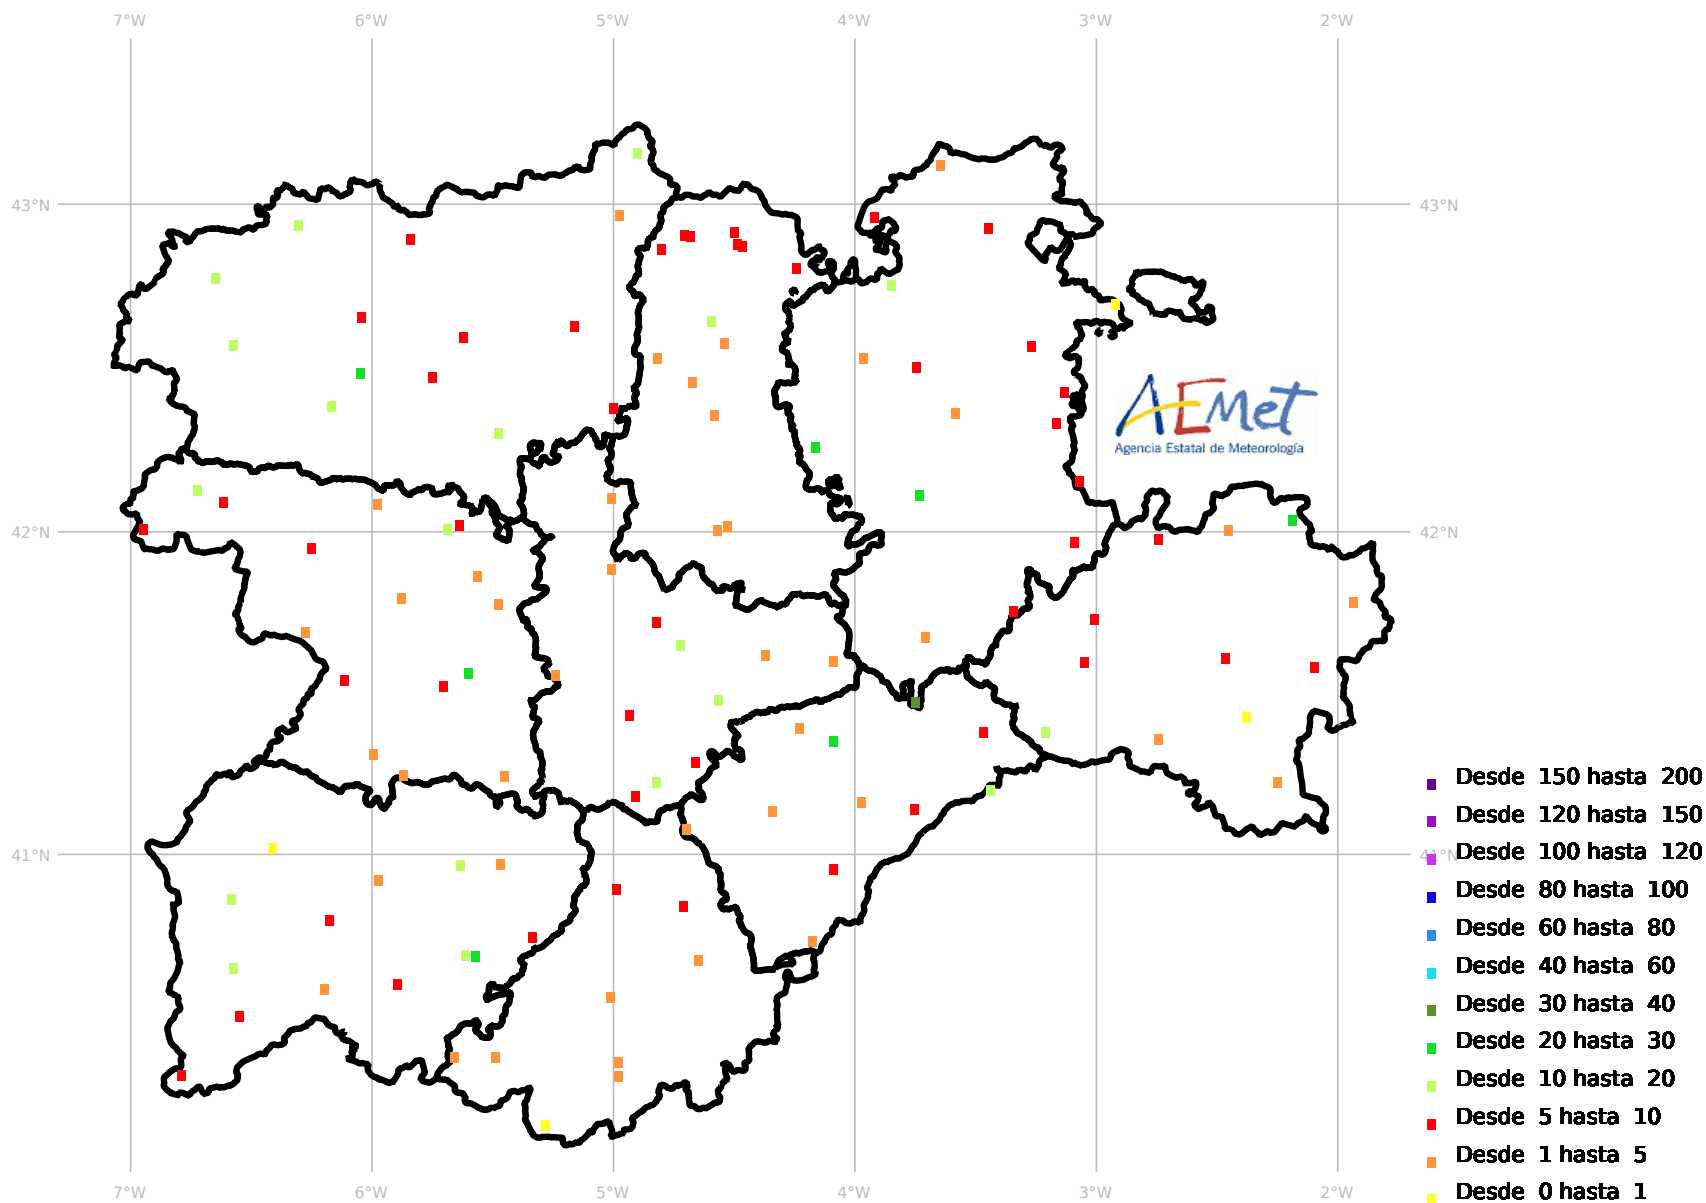 7°W 6°W 5°W 4°W 3°W 2°W
43°N 43°N
AEMet
Agencia Estatal de Meteorología
42°N 42°N
Desde 150 hasta 200
Desde 120 hasta 150
41°N 41°N
Desde 100 hasta 120
Desde 80 hasta 100
Desde 60 hasta 80
Desde 40 hasta 60
Desde 30 hasta 40
Desde 20 hasta 30
Desde 10 hasta 20
Desde 5 hasta 10
Desde 1 hasta 5
Desde 0 hasta 1
7°W 6°W 5°W 4°W 3°W 2°W